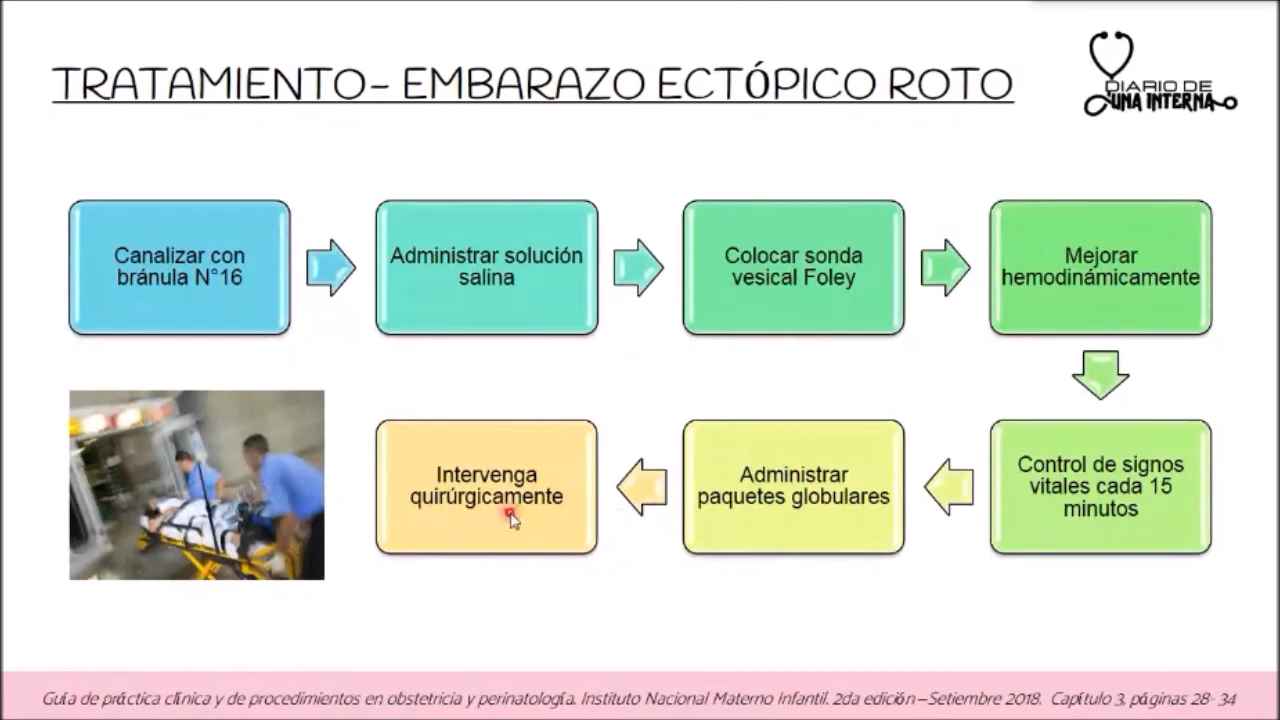 TRATAMIENTO- EMBARAZO ECTÓPICO ROTO
DIARIO DE
UNA INTERNA
Canalizar con
bránula N°16
Administrar solución
salina
Colocar sonda
vesical Foley
Mejorar
hemodinámicamente
Control de signos
vitales cada 15
minutos
Administrar
paquetes globulares
Intervenga
quirúrgicamente
Guía de práctica clínica y de procedimientos en obstetricia y perinatología. Instituto Nacional Materno Infantil. 2da edición –Setiembre 2018. Capítulo 3, páginas 28- 34